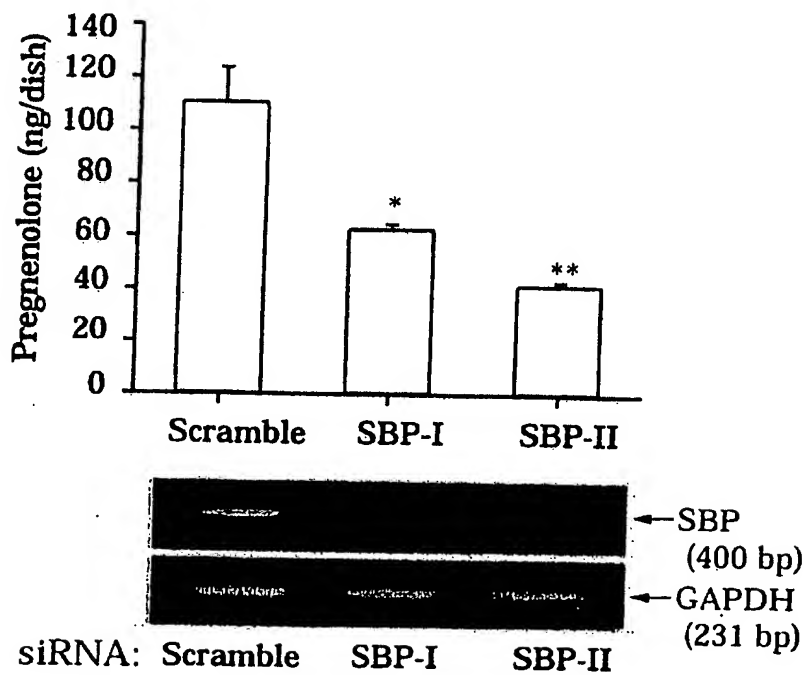 140
120
100
80
60
40
20
0
Pregnenolone (ng/dish)
*
**
Scramble SBP-I SBP-II
SBP
(400 bp)
GAPDH
(231 bp)
siRNA: Scramble SBP-I SBP-II